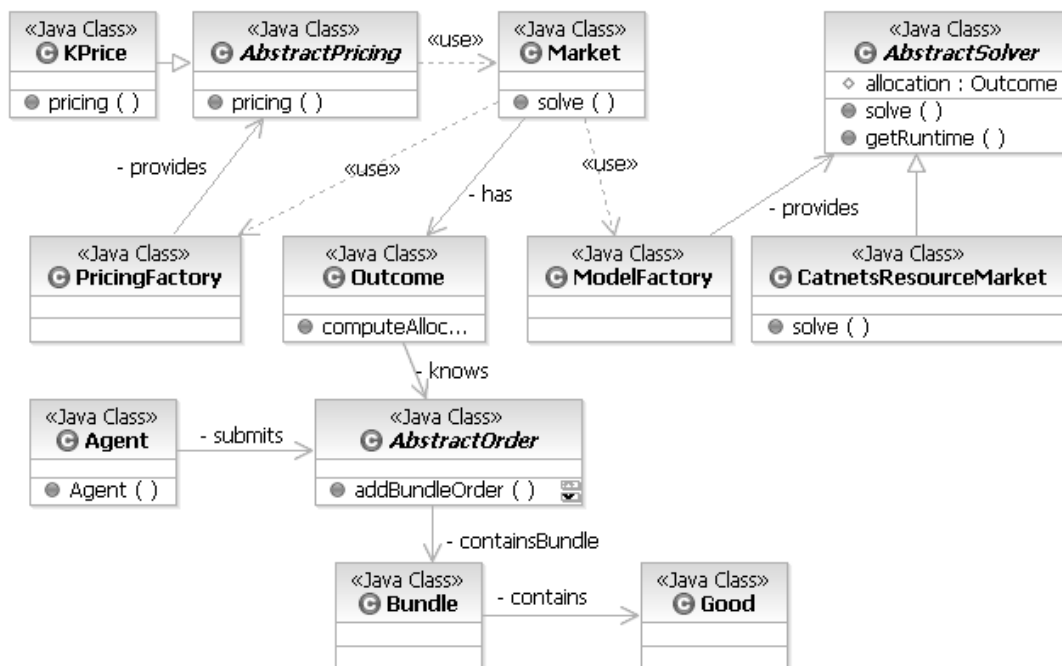 «Java Class»
KPrice
pricing ( )
«Java Class»
AbstractPricing
pricing ( )
«use»
«Java Class»
Market
solve ( )
«Java Class»
AbstractSolver
allocation : Outcome
solve ( )
getRuntime ( )
- provides
«use»
- has
«use»
- provides
«Java Class»
PricingFactory
«Java Class»
Outcome
computeAlloc...
«Java Class»
ModelFactory
«Java Class»
CatnetsResourceMarket
solve ( )
- knows
«Java Class»
Agent
Agent ( )
- submits
«Java Class»
AbstractOrder
addBundleOrder ( )
- containsBundle
«Java Class»
Bundle
- contains
«Java Class»
Good